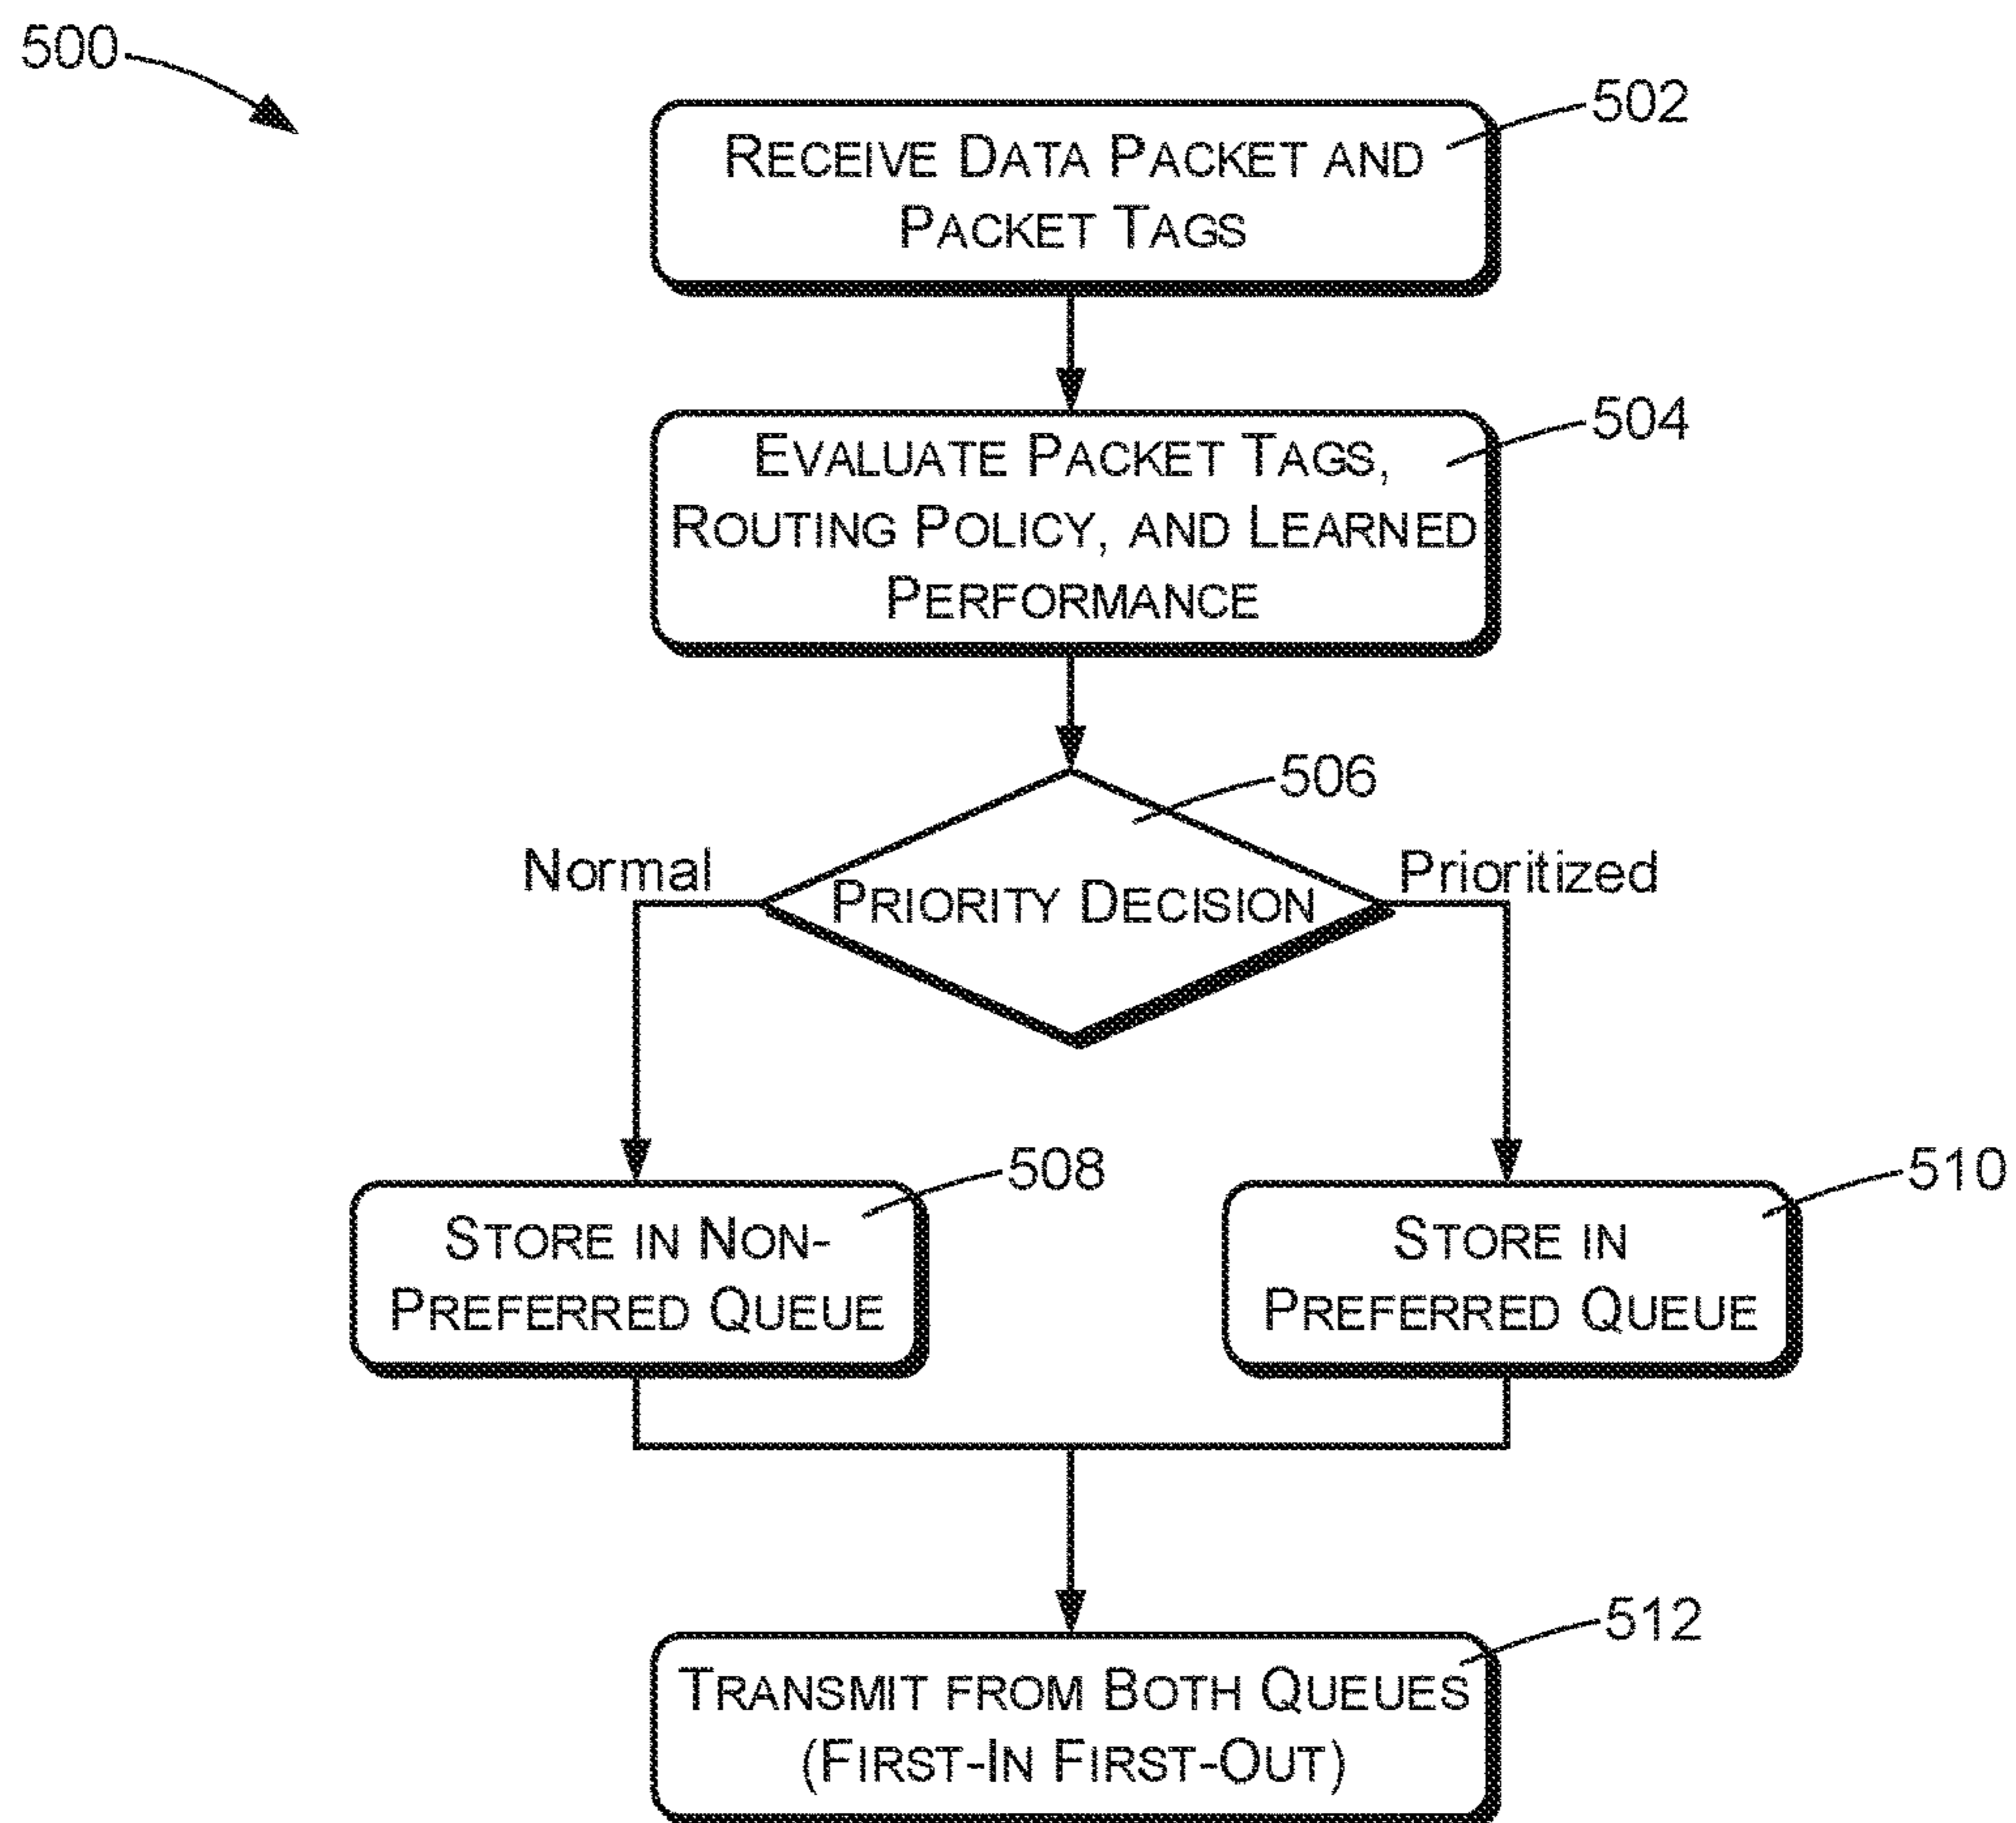 500
502
RECEIVE DATA PACKET AND
PACKET TAGS
504
EVALUATE PACKET TAGS,
ROUTING POLICY, AND LEARNED
PERFORMANCE
506
Normal
PRIORITY DECISION
Prioritized
508
STORE IN NON-
PREFERRED QUEUE
510
STORE IN
PREFERRED QUEUE
512
TRANSMIT FROM BOTH QUEUES
(FIRST-IN FIRST-OUT)